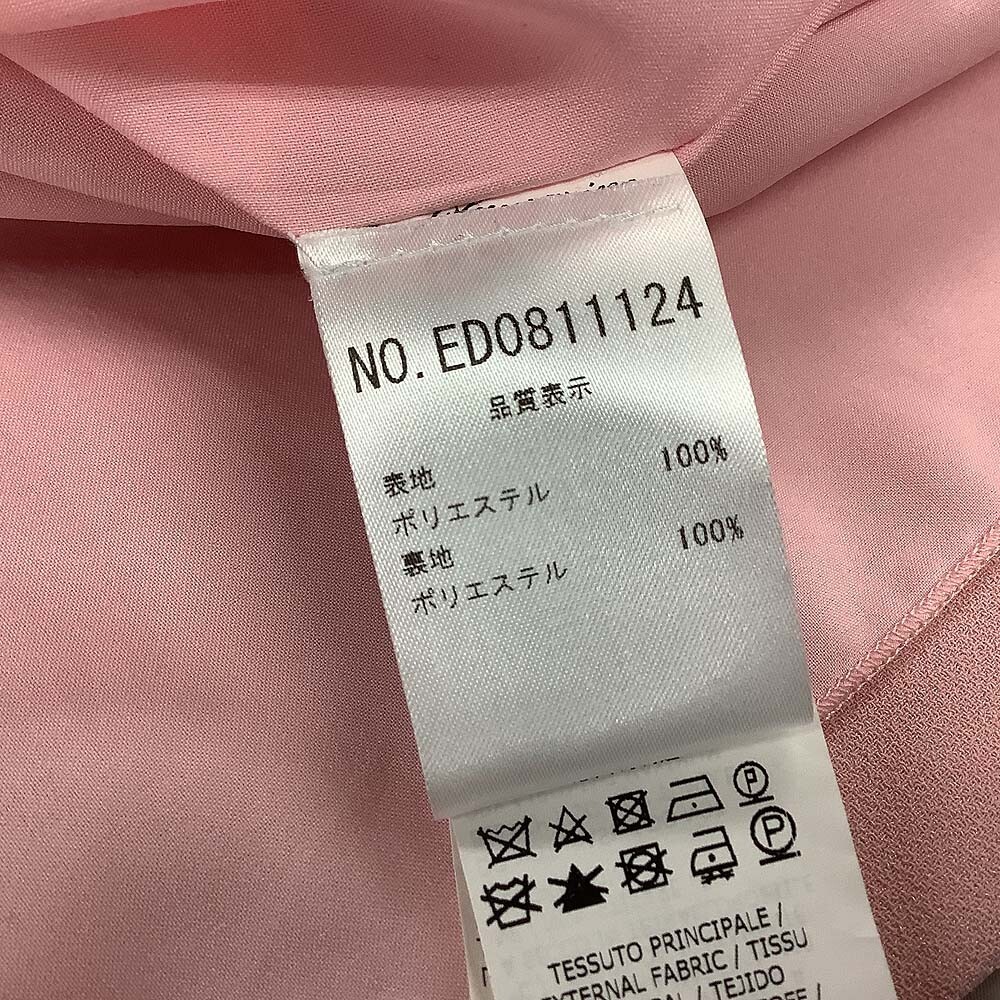 NO.ED0811124
品質表示
表地
ポリエステル 100%
裏地
ポリエステル 100%
P
P
TESSUTO PRINCIPALE /
EXTERNAL FABRIC / TISSU
/ TEJIDO